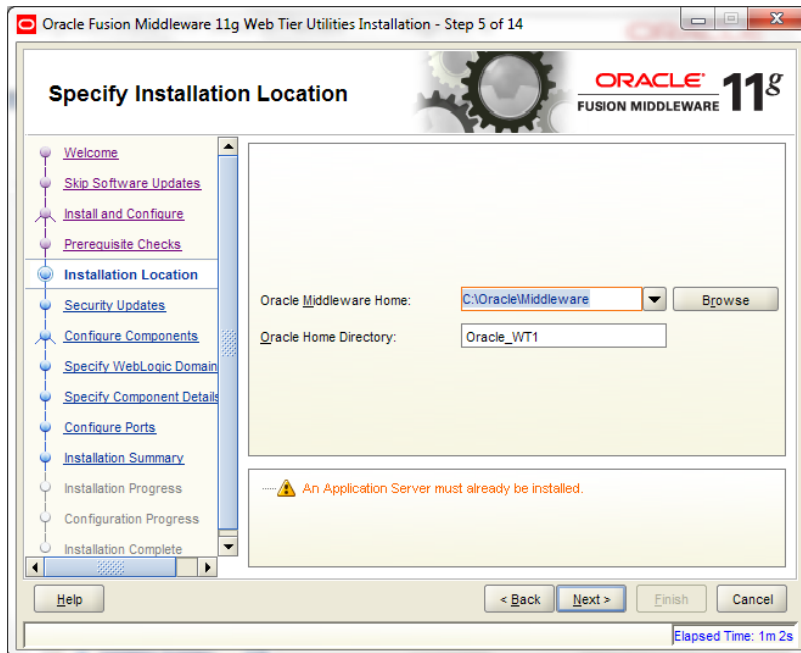 Oracle Fusion Middleware 11g Web Tier Utilities Installation - Step 5 of 14
Specify Installation Location
ORACLE
FUSION MIDDLEWARE
11g
Welcome
Skip Software Updates
Install and Configure
Prerequisite Checks
Installation Location
Security Updates
Configure Components
Specify WebLogic Domain
Specify Component Details
Configure Ports
Installation Summary
Installation Progress
Configuration Progress
Installation Complete
Oracle Middleware Home: C:\Oracle\Middleware Browse
Oracle Home Directory: Oracle_WT1
An Application Server must already be installed.
Help < Back Next > Finish Cancel
Elapsed Time: 1m 2s